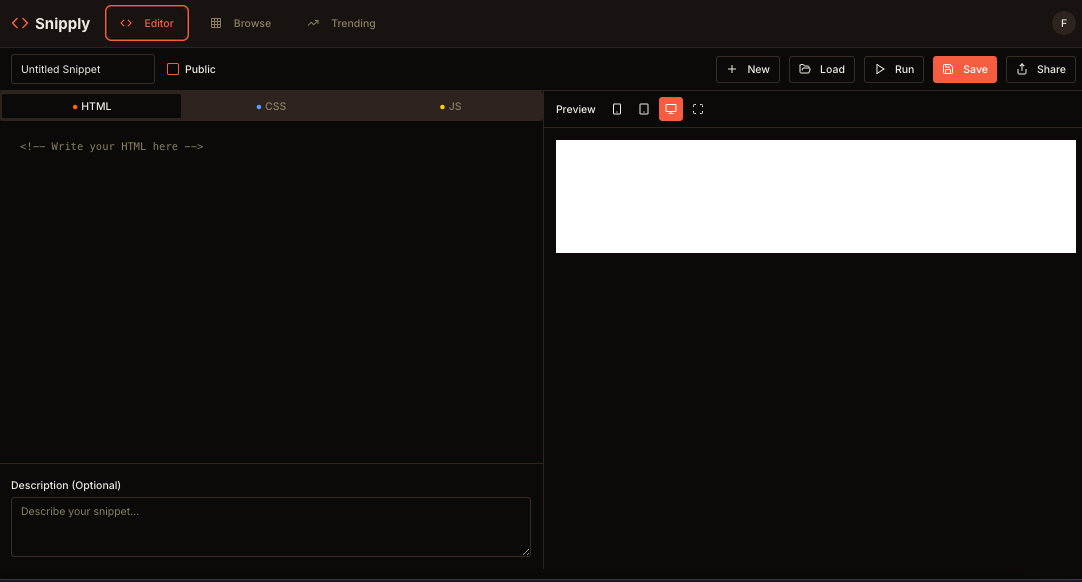 Snipply Editor Browse Trending F
Untitled Snippet Public New Load Run Save Share
HTML CSS JS
Preview
<!-- Write your HTML here -->
Description (Optional)
Describe your snippet...